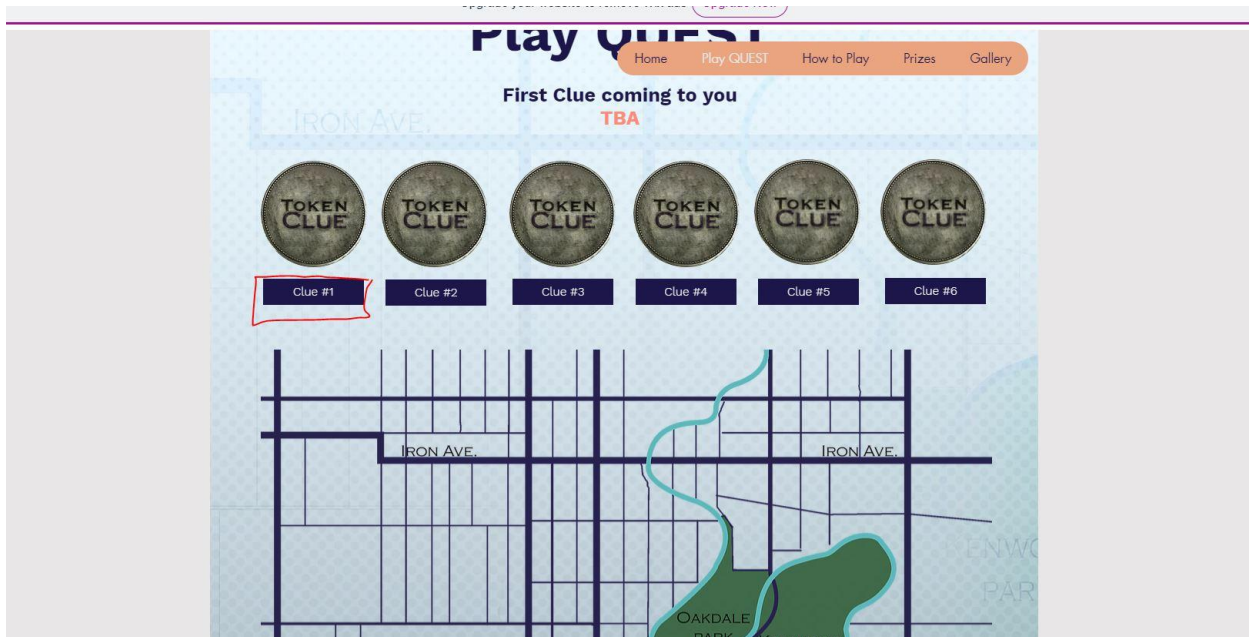 Play QUEST
Home Play QUEST How to Play Prizes Gallery
First Clue coming to you
TBA
IRON AVE.
TOKEN CLUE TOKEN CLUE TOKEN CLUE TOKEN CLUE TOKEN CLUE TOKEN CLUE
Clue #1 Clue #2 Clue #3 Clue #4 Clue #5 Clue #6
IRON AVE. IRON AVE.
OAKDALE
PARK